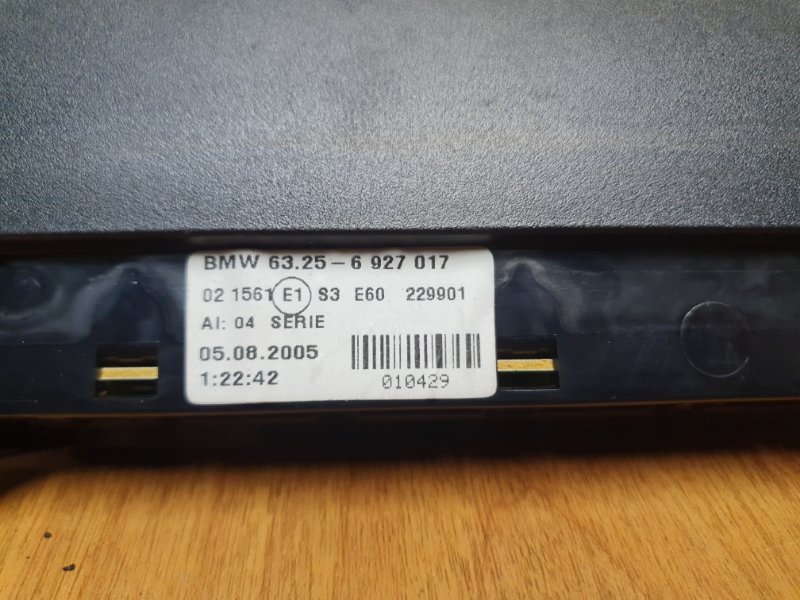 BMW 63.25-6 927 017
02 1561 E1 S3 E60 229901
AI: 04 SERIE
05.08.2005
1:22:42
010429